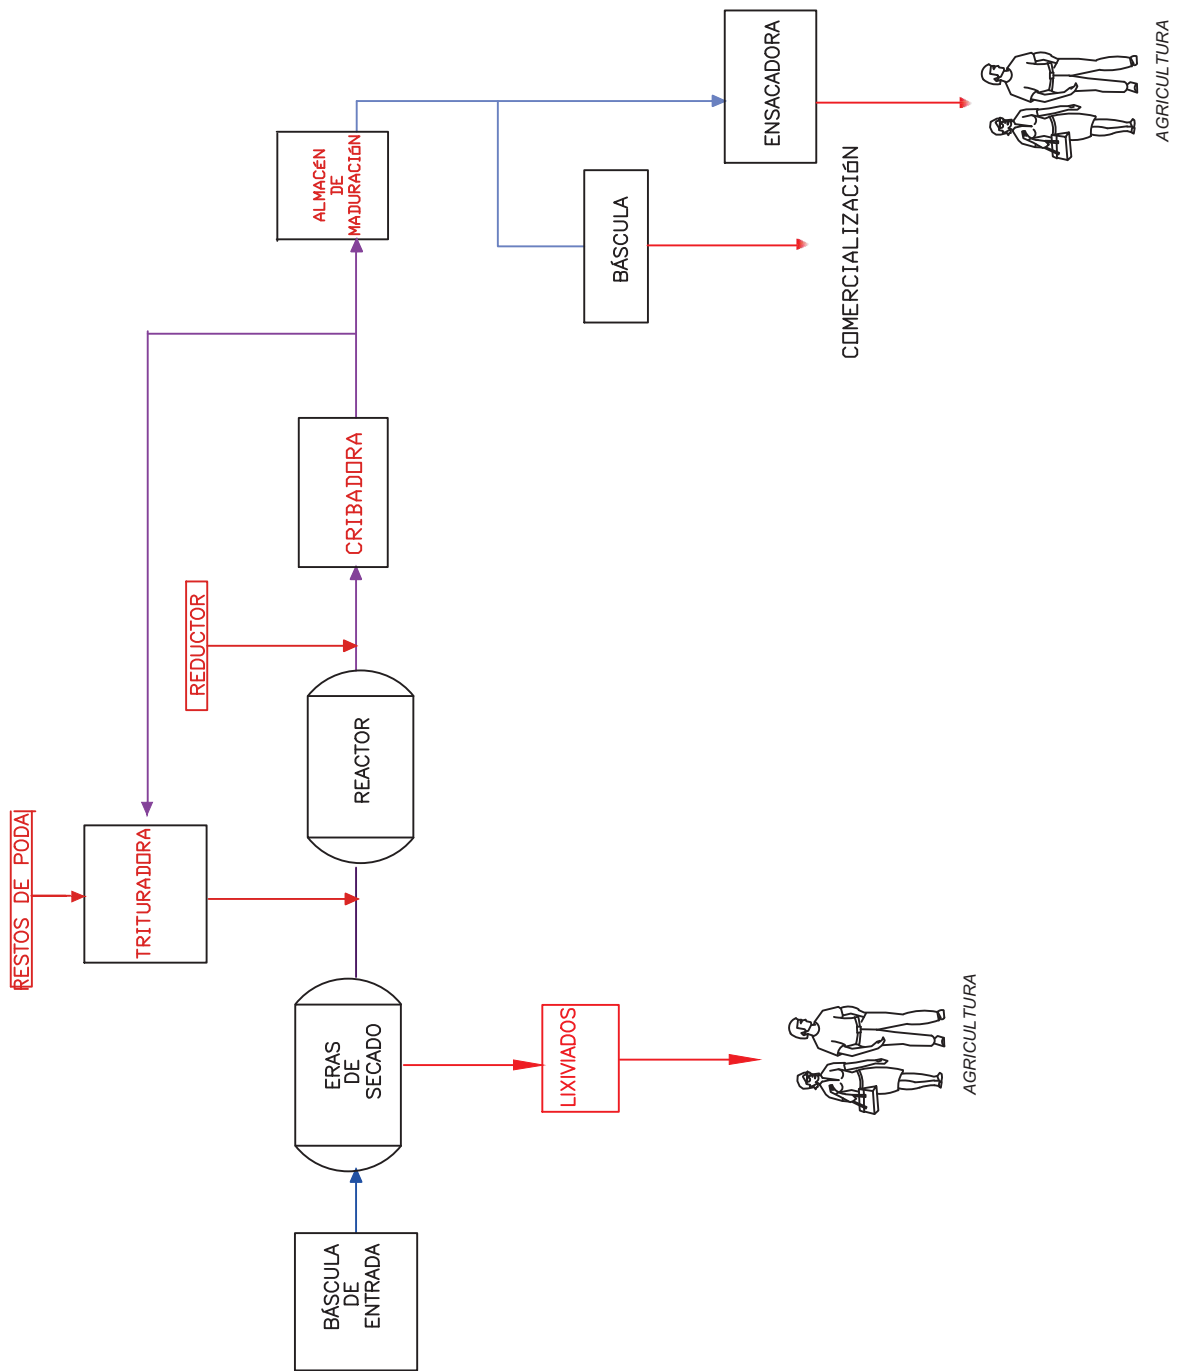 RESTOS DE PODA
TRITURADORA
REDUCTOR
BÁSCULA
DE
ENTRADA
ERAS
DE
SECADO
REACTOR
CRIBADORA
ALMACÉN
DE
MADURACIÓN
LIXIVIADOS
AGRICULTURA
BÁSCULA
COMERCIALIZACIÓN
ENSACADORA
AGRICULTURA